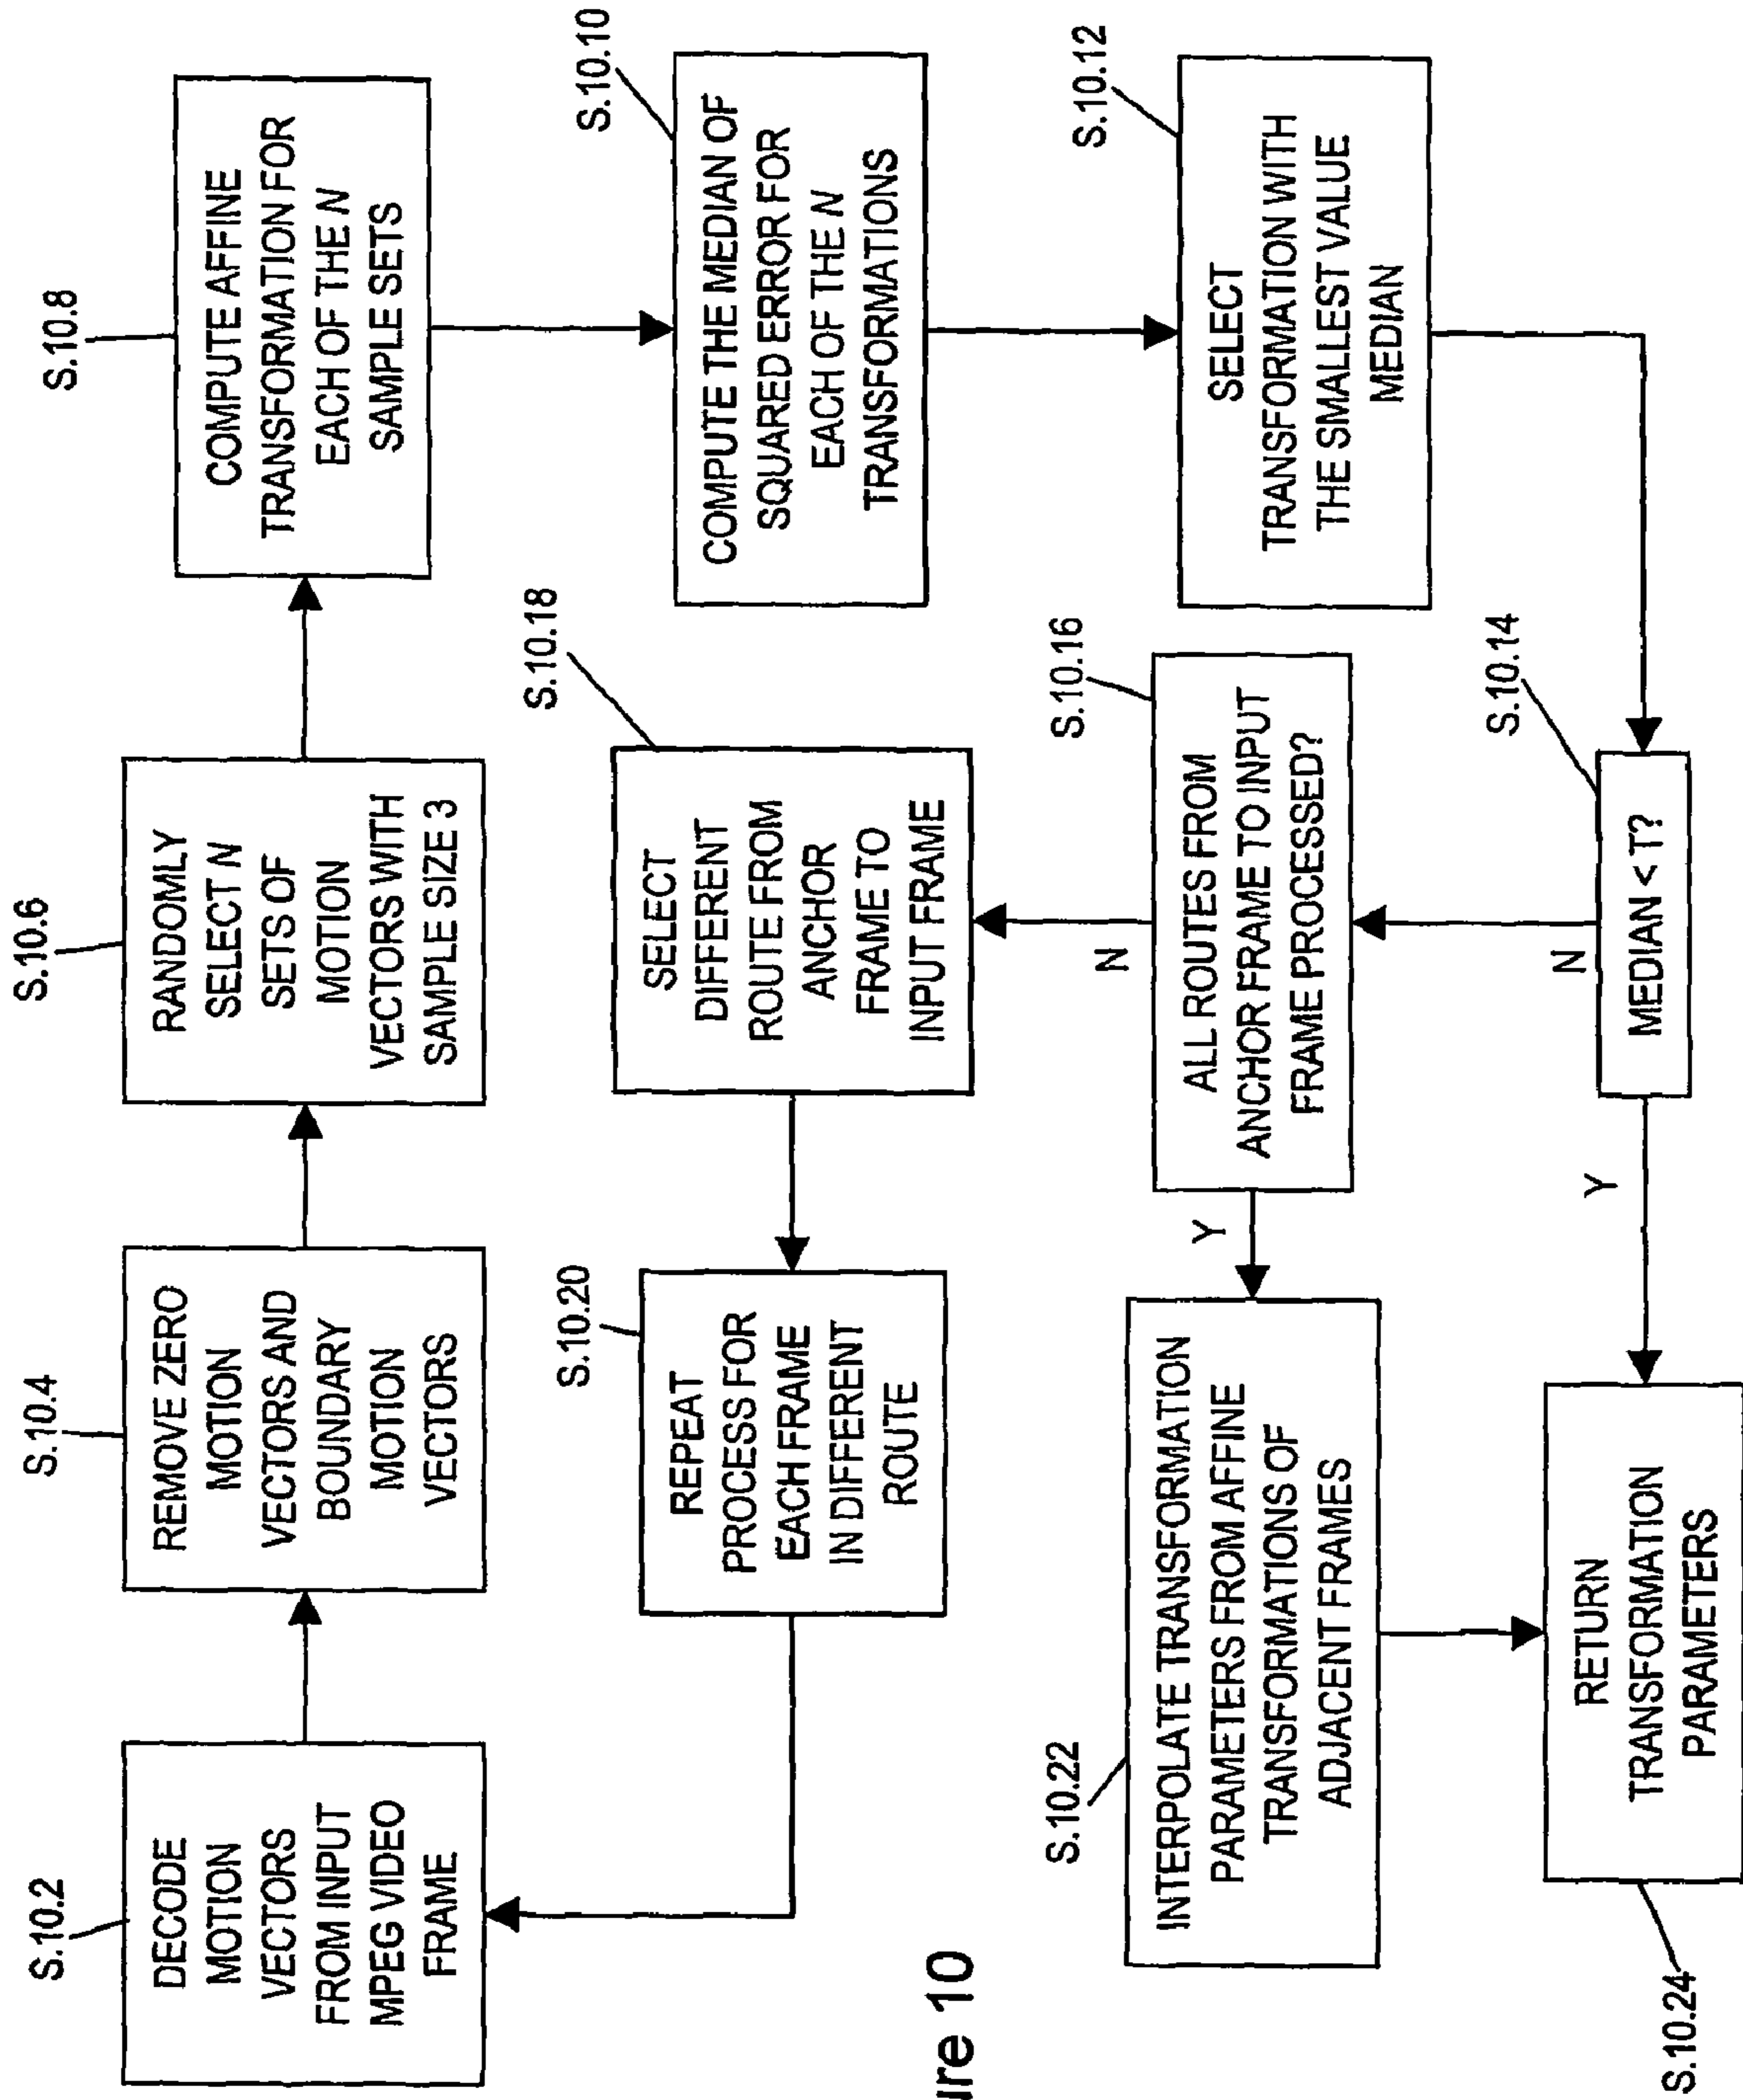 S.10.2
DECODE
MOTION
VECTORS
FROM INPUT
MPEG VIDEO
FRAME
S.10.4
REMOVE ZERO
MOTION
VECTORS AND
BOUNDARY
MOTION
VECTORS
S.10.6
RANDOMLY
SELECT N
SETS OF
MOTION
VECTORS WITH
SAMPLE SIZE 3
S.10.8
COMPUTE AFFINE
TRANSFORMATION FOR
EACH OF THE N
SAMPLE SETS
S.10.10
COMPUTE THE MEDIAN OF
SQUARED ERROR FOR
EACH OF THE N
TRANSFORMATIONS
S.10.12
SELECT
TRANSFORMATION WITH
THE SMALLEST VALUE
MEDIAN
S.10.14
MEDIAN < T?
N
Y
S.10.16
ALL ROUTES FROM
ANCHOR FRAME TO INPUT
FRAME PROCESSED?
N
Y
S.10.18
SELECT
DIFFERENT
ROUTE FROM
ANCHOR
FRAME TO
INPUT FRAME
S.10.20
REPEAT
PROCESS FOR
EACH FRAME
IN DIFFERENT
ROUTE
S.10.22
INTERPOLATE TRANSFORMATION
PARAMETERS FROM AFFINE
TRANSFORMATIONS OF
ADJACENT FRAMES
S.10.24
RETURN
TRANSFORMATION
PARAMETERS
ure 10